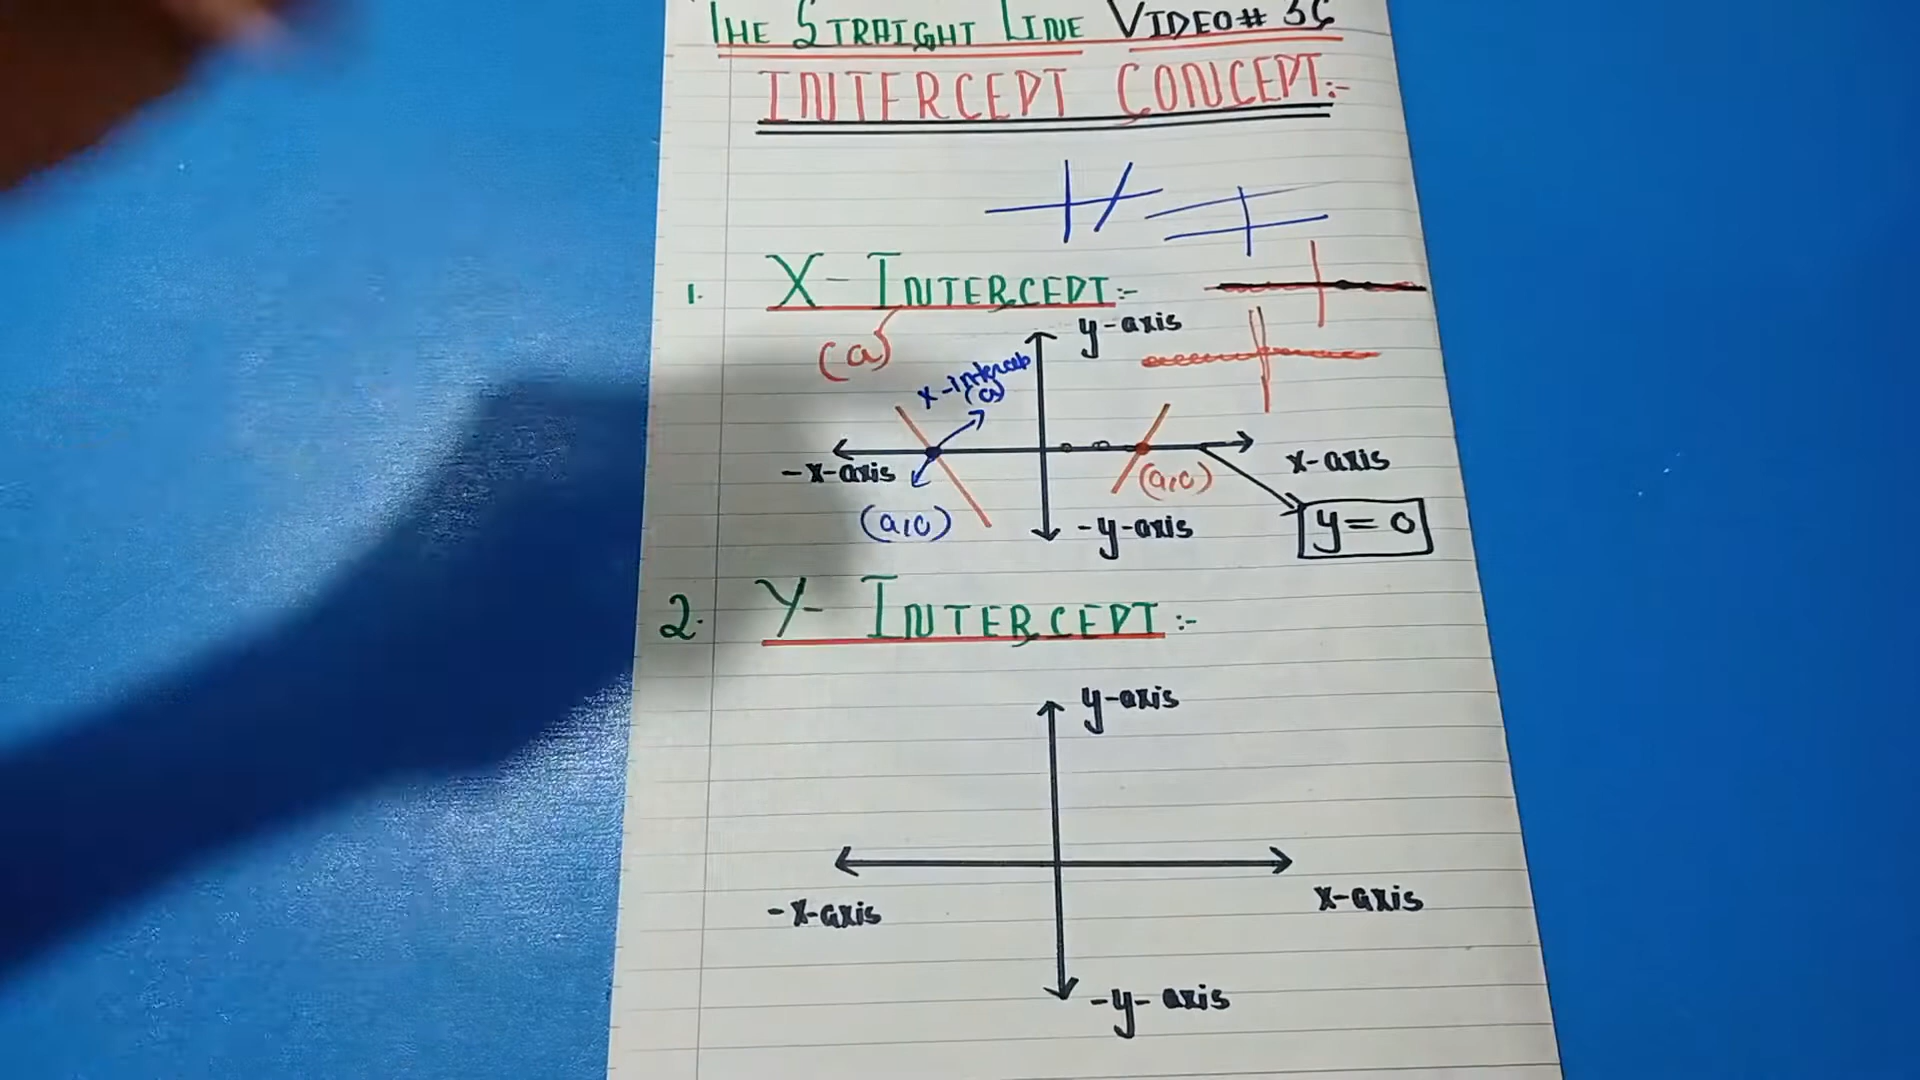 THE STRAIGHT LINE VIDEO# 36
INTERCEPT CONCEPT:-
1. X-INTERCEPT:-
(a)
y-axis
x-intercep
(a)
-x-axis
x-axis
(a,0)
(a,0)
-y-axis
y=0
2. Y-INTERCEPT:-
y-axis
-x-axis
x-axis
-y-axis